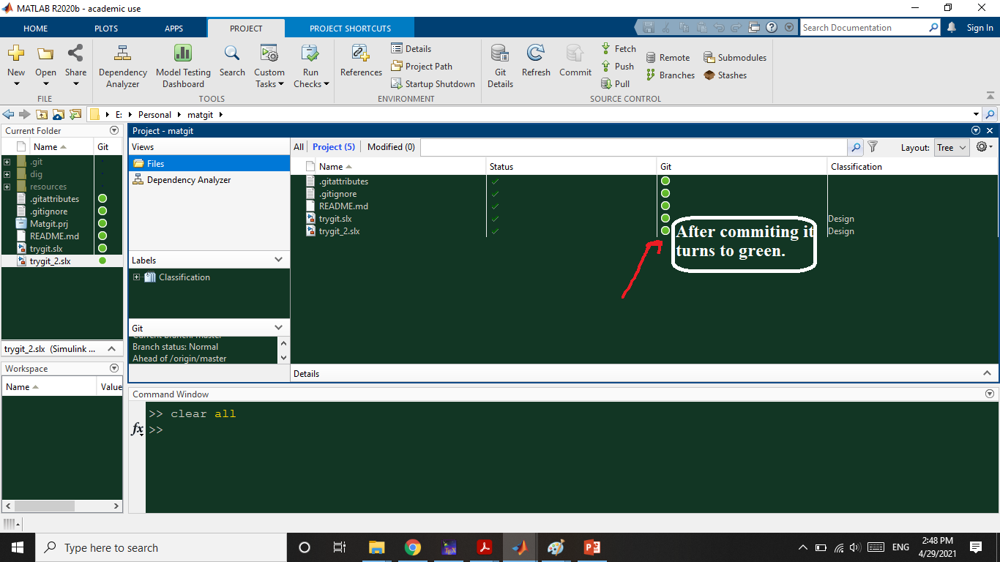 MATLAB R2020b - academic use
HOME PLOTS APPS PROJECT PROJECT SHORTCUTS
Search Documentation
Sign In
New
Open
Share
FILE
Dependency
Analyzer
Model Testing
Dashboard
Search
Custom
Tasks
Run
Checks
TOOLS
References
Details
Project Path
Startup Shutdown
ENVIRONMENT
Git
Details
Refresh
Commit
Fetch
Push
Pull
Remote
Branches
Submodules
Stashes
SOURCE CONTROL
E: Personal matgit
Current Folder
Name Git
.git
dig
resources
.gitattributes
.gitignore
Matgit.prj
README.md
trygit.slx
trygit_2.slx
trygit_2.slx (Simulink ...
Workspace
Name Value
Project - matgit
Views
Files
Dependency Analyzer
Labels
Classification
Git
Current branch: master
Branch status: Normal
Ahead of /origin/master
All Project (5) Modified (0)
Layout: Tree
Name Status Git Classification
.gitattributes
.gitignore
README.md
trygit.slx Design
trygit_2.slx Design
After commiting it
turns to green.
Details
Command Window
>> clear all
fx >>
Type here to search
TEX
ENG
2:48 PM
4/29/2021